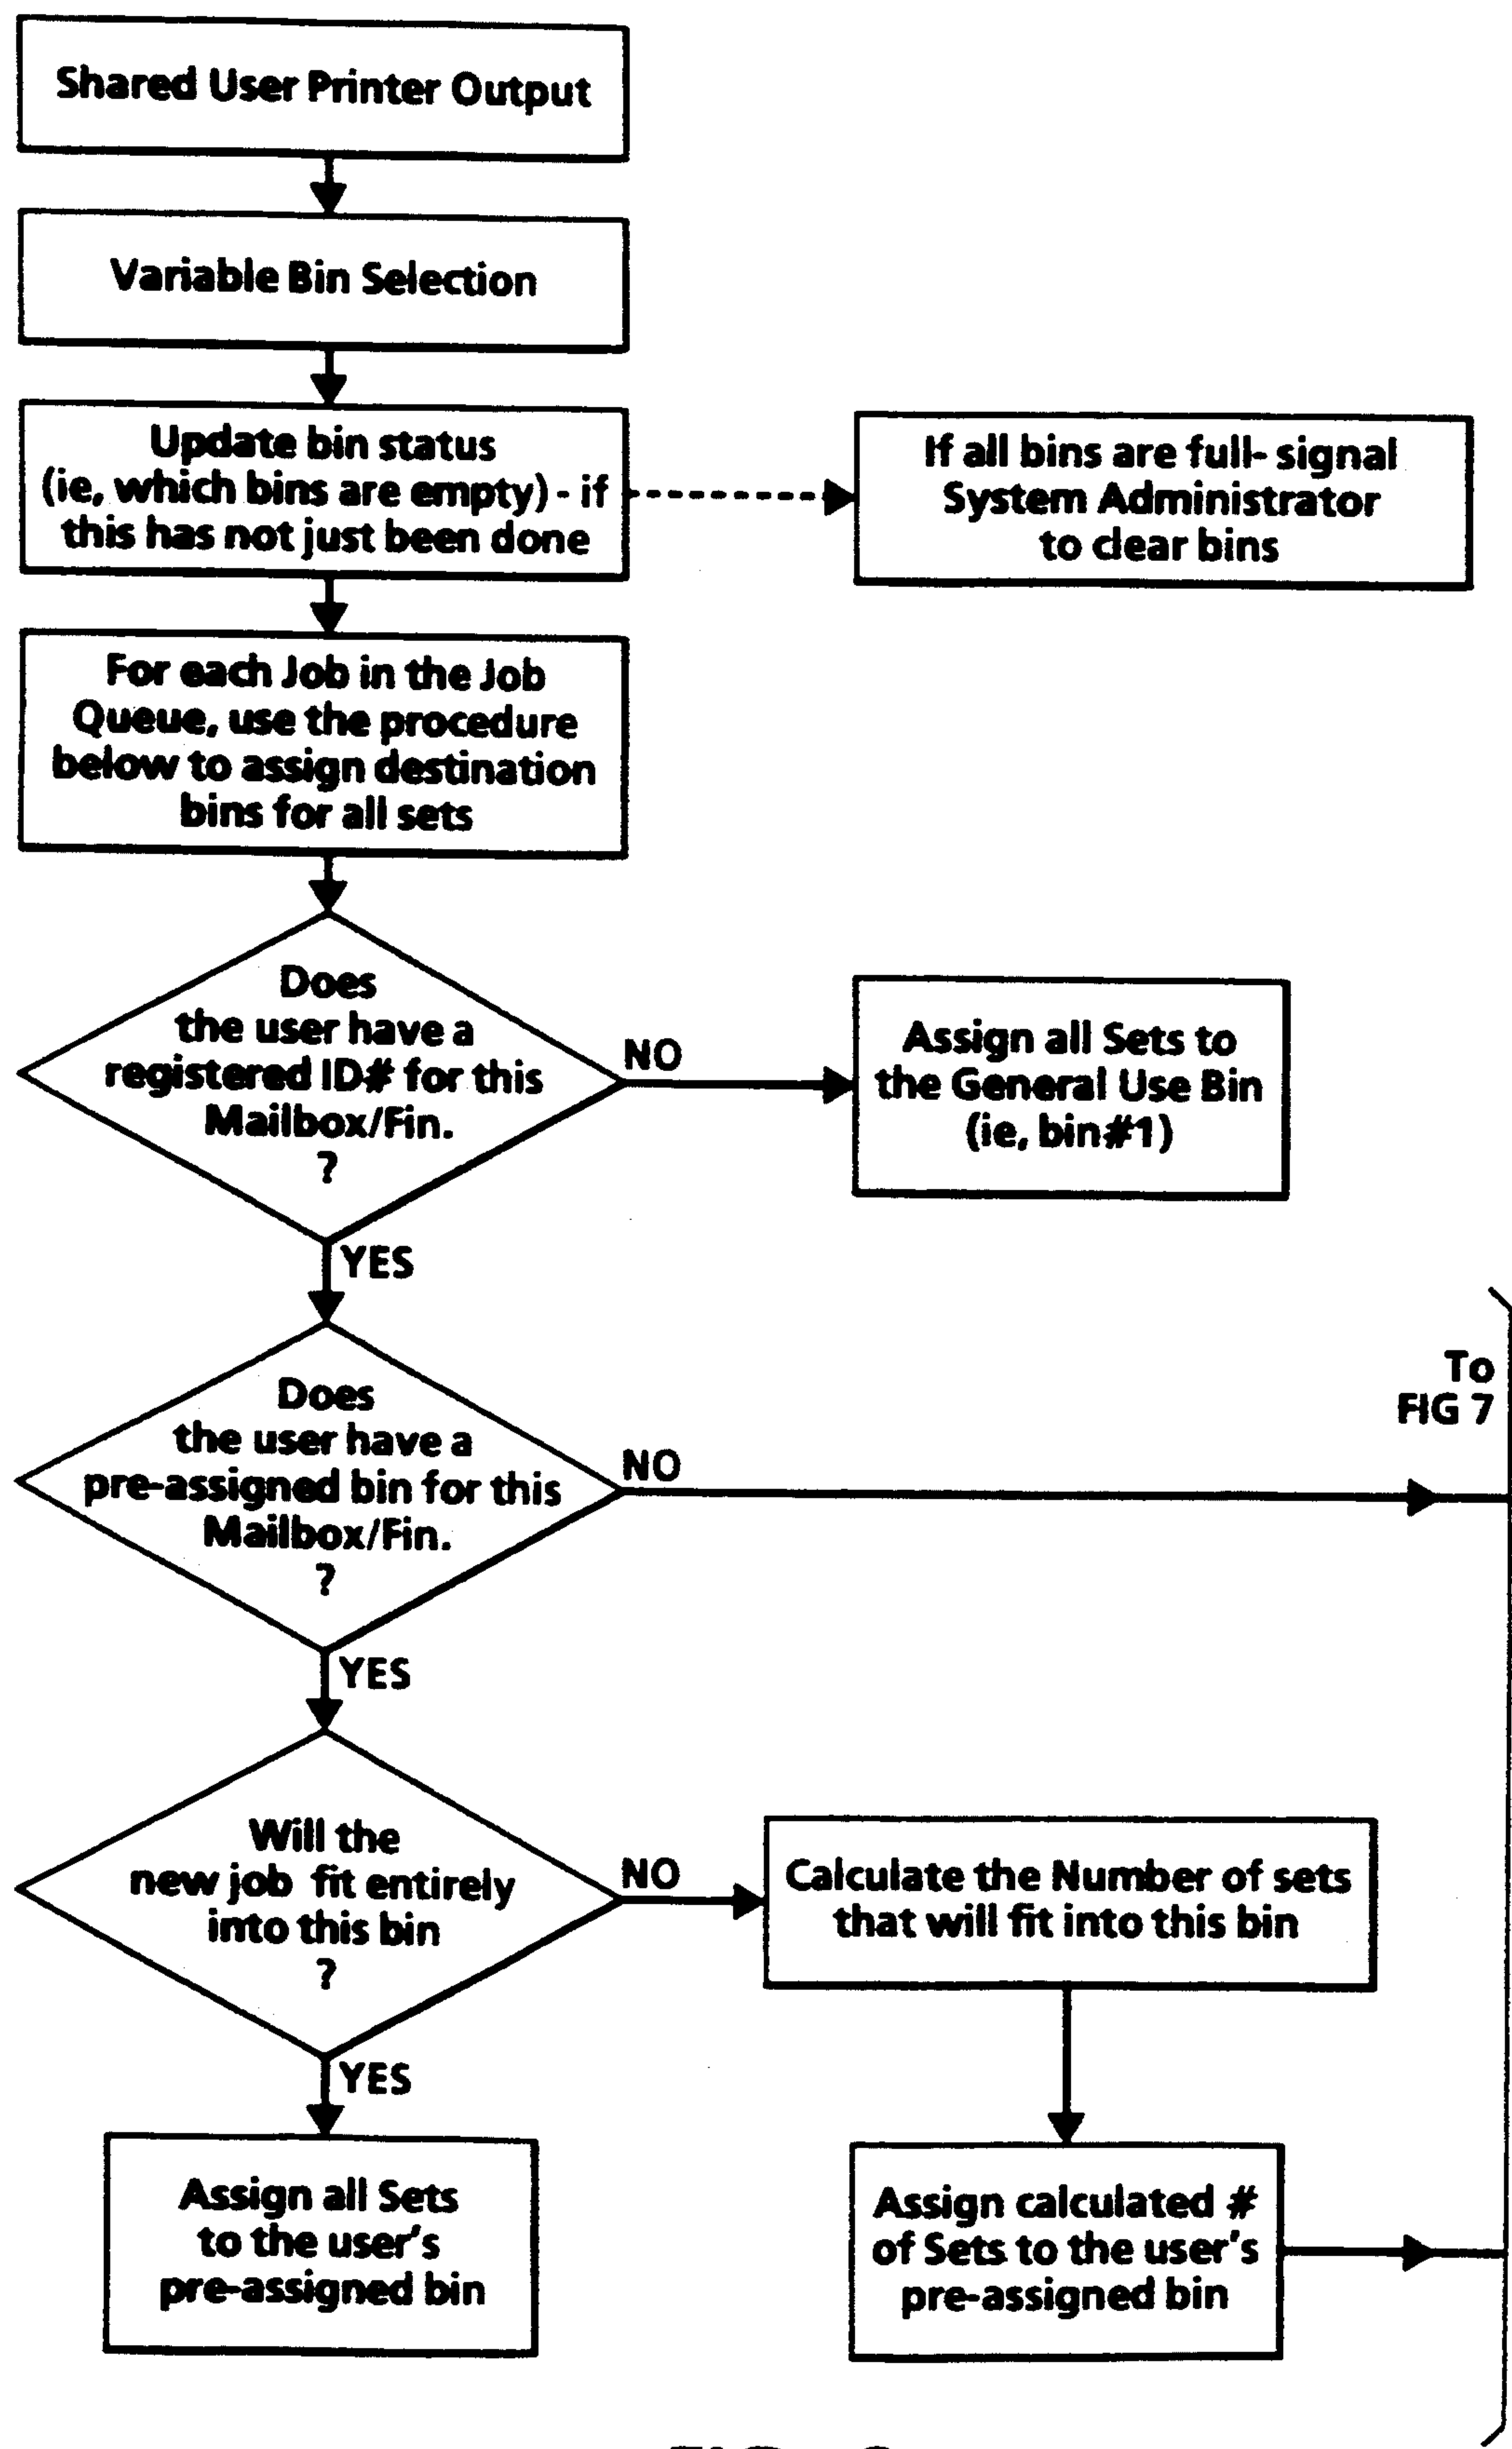 Shared User Printer Output
Variable Bin Selection
Update bin status
(ie, which bins are empty) - if
this has not just been done
If all bins are full- signal
System Administrator
to clear bins
For each Job in the Job
Queue, use the procedure
below to assign destination
bins for all sets
Does
the user have a
registered ID# for this
Mailbox/Fin.
?
NO
Assign all Sets to
the General Use Bin
(ie, bin#1)
YES
Does
the user have a
pre-assigned bin for this
Mailbox/Fin.
?
NO
To
FIG 7
YES
Will the
new job fit entirely
into this bin
?
NO
Calculate the Number of sets
that will fit into this bin
YES
Assign all Sets
to the user's
pre-assigned bin
Assign calculated #
of Sets to the user's
pre-assigned bin